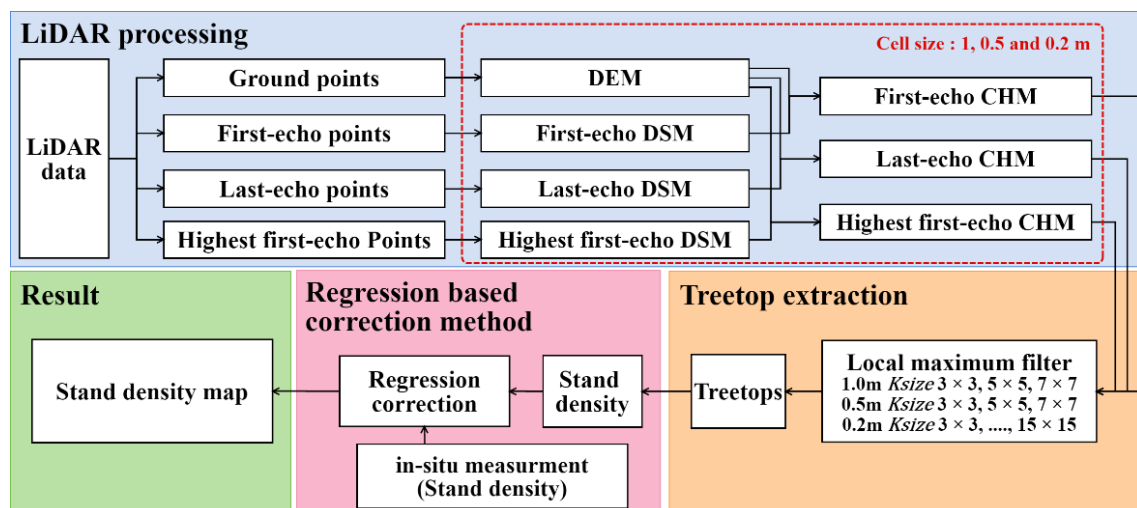 LiDAR processing
Cell size : 1, 0.5 and 0.2 m
LiDAR
data
Ground points
First-echo points
Last-echo points
Highest first-echo Points
DEM
First-echo DSM
Last-echo DSM
Highest first-echo DSM
First-echo CHM
Last-echo CHM
Highest first-echo CHM
Result
Stand density map
Regression based
correction method
Regression
correction
Stand
density
in-situ measurment
(Stand density)
Treetop extraction
Treetops
Local maximum filter
1.0m Ksize 3 × 3, 5 × 5, 7 × 7
0.5m Ksize 3 × 3, 5 × 5, 7 × 7
0.2m Ksize 3 × 3, ...., 15 × 15